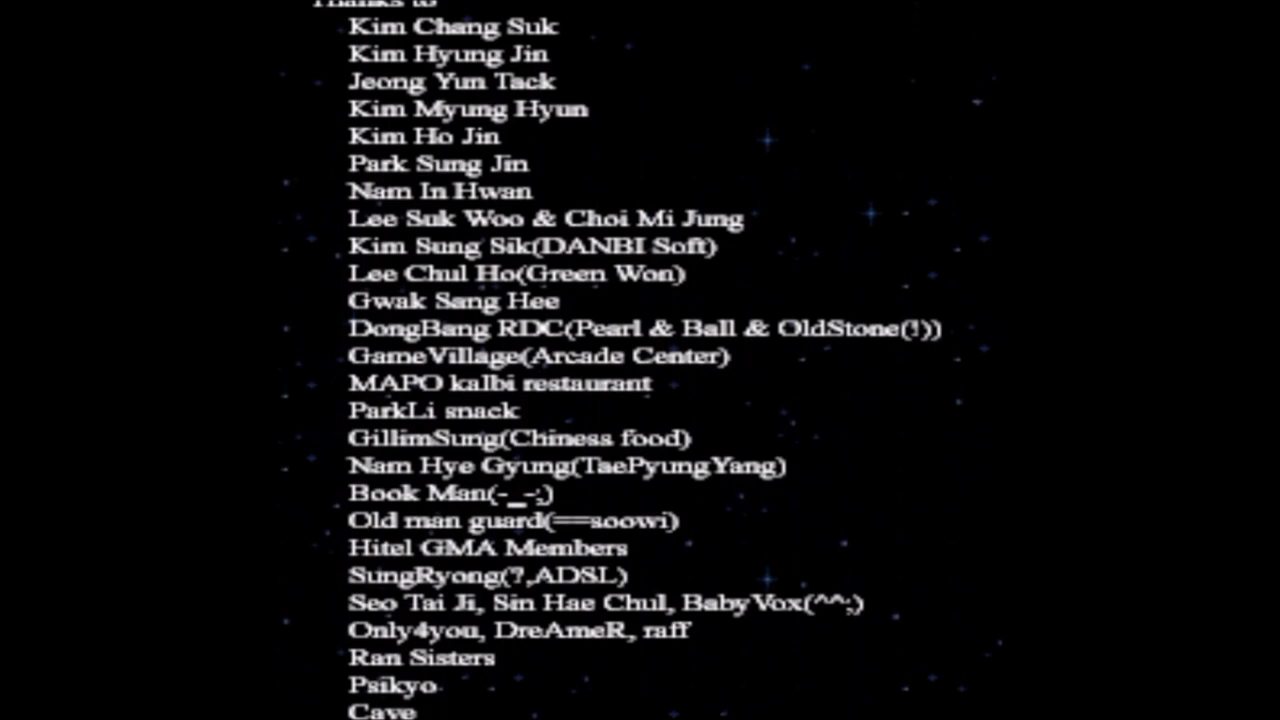 Thanks to
Kim Chang Suk
Kim Hyung Jin
Jeong Yun Tack
Kim Myung Hyun
Kim Ho Jin
Park Sung Jin
Nam In Hwan
Lee Suk Woo & Choi Mi Jung
Kim Sung Sik(DANBI Soft)
Lee Chul Ho(Green Won)
Gwak Sang Hee
DongBang RDC(Pearl & Ball & OldStone(!))
GameVillage(Arcade Center)
MAPO kalbi restaurant
ParkLi snack
GillimSung(Chiness food)
Nam Hye Gyung(TaePyungYang)
Book Man(-_-;)
Old man guard(==soowi)
Hitel GMA Members
SungRyong(?,ADSL)
Seo Tai Ji, Sin Hae Chul, BabyVox(^^;)
Only4you, DreAmeR, raff
Ran Sisters
Psikyo
Cave